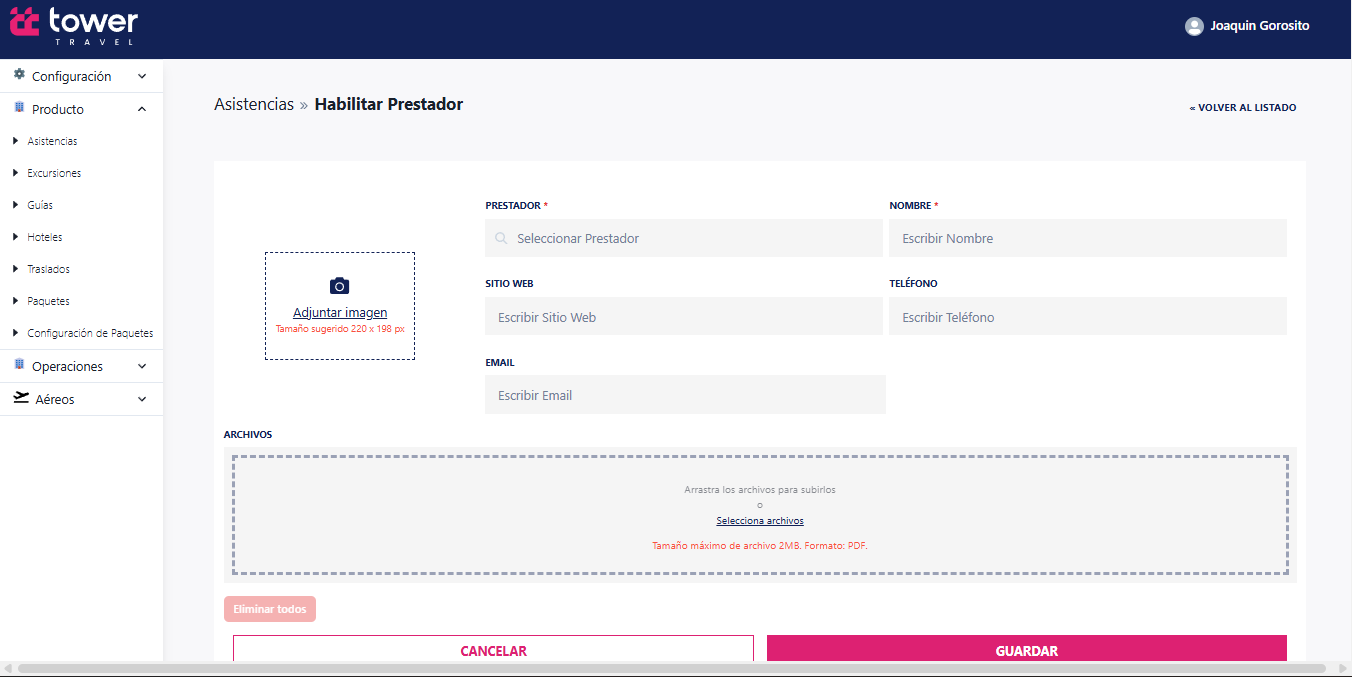 tower
TRAVEL
Joaquin Gorosito
Configuración
Producto
Asistencias
Excursiones
Guías
Hoteles
Traslados
Paquetes
Configuración de Paquetes
Operaciones
Aéreos
Asistencias » Habilitar Prestador
« VOLVER AL LISTADO
Adjuntar imagen
Tamaño sugerido 220 x 198 px
PRESTADOR *
Seleccionar Prestador
NOMBRE *
Escribir Nombre
SITIO WEB
Escribir Sitio Web
TELÉFONO
Escribir Teléfono
EMAIL
Escribir Email
ARCHIVOS
Arrastra los archivos para subirlos
o
Selecciona archivos
Tamaño máximo de archivo 2MB. Formato: PDF.
Eliminar todos
CANCELAR
GUARDAR